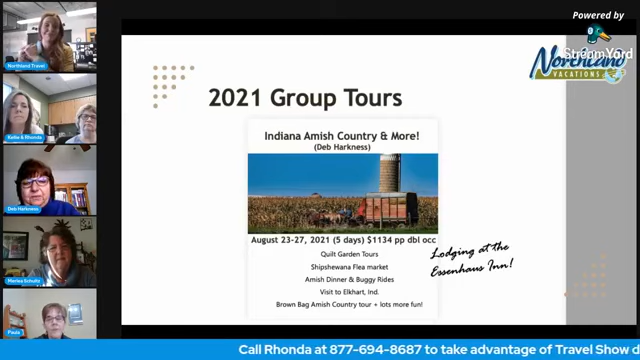 Powered by
StreamYard
Northland
VACATIONS
Northland Travel
Katie & Rhonda
Deb Harkness
Marlea Schultz
Paula
2021 Group Tours
Indiana Amish Country & More!
(Deb Harkness)
August 23-27, 2021 (5 days) $1134 pp dbl occ
Quilt Garden Tours
Shipshewana Flea market
Amish Dinner & Buggy Rides
Visit to Elkhart, Ind.
Brown Bag Amish Country tour + lots more fun!
Lodging at the
Essenhaus Inn!
Call Rhonda at 877-694-8687 to take advantage of Travel Show d